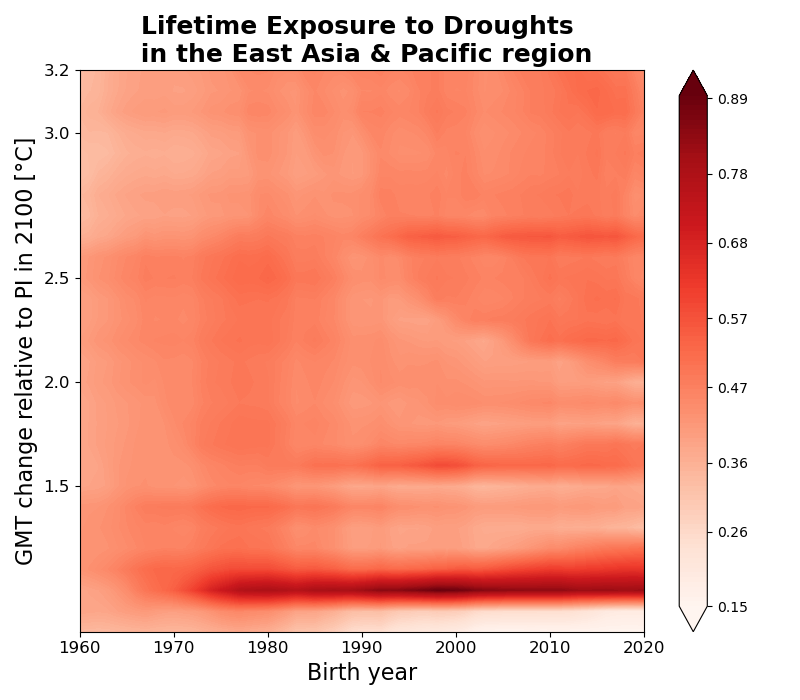 Lifetime Exposure to Droughts
in the East Asia & Pacific region
GMT change relative to PI in 2100 [°C]
3.2
3.0
2.5
2.0
1.5
1960 1970 1980 1990 2000 2010 2020
Birth year
0.89
0.78
0.68
0.57
0.47
0.36
0.26
0.15